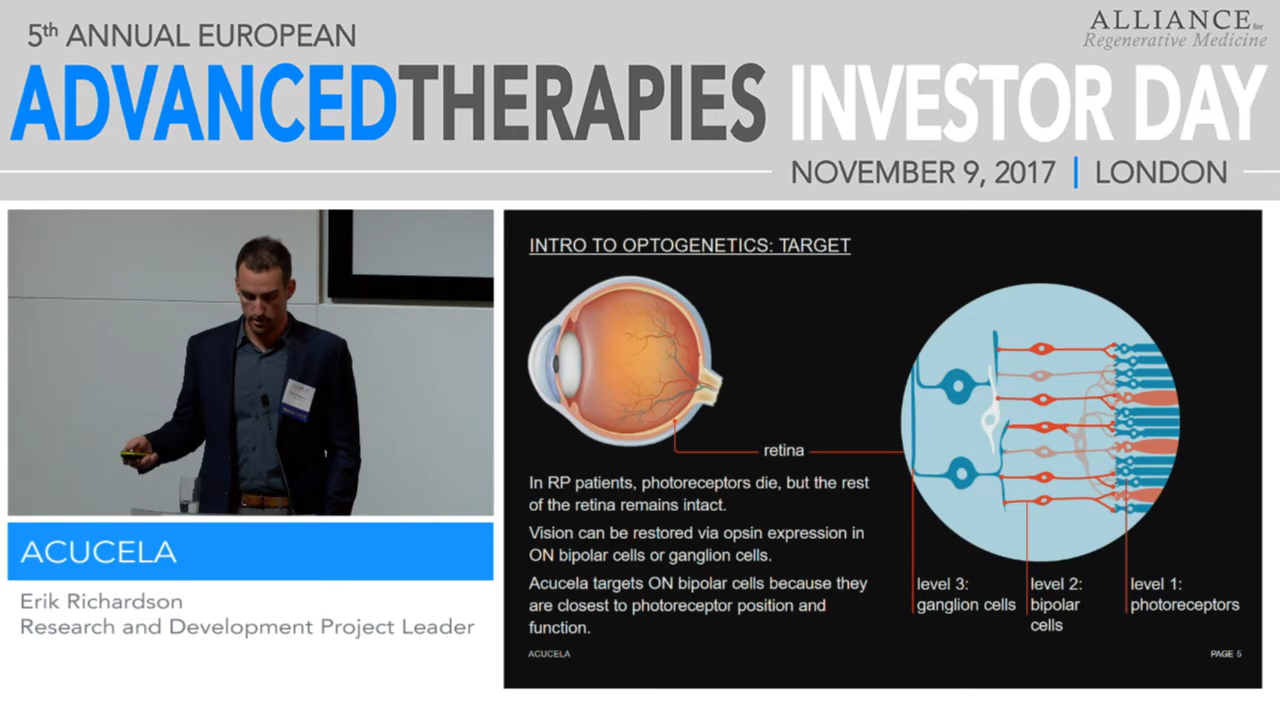 5th ANNUAL EUROPEAN
ADVANCEDTHERAPIES INVESTOR DAY
NOVEMBER 9, 2017 | LONDON
ALLIANCE for
Regenerative Medicine
ACUCELA
Erik Richardson
Research and Development Project Leader
INTRO TO OPTOGENETICS: TARGET
retina
In RP patients, photoreceptors die, but the rest
of the retina remains intact.
Vision can be restored via opsin expression in
ON bipolar cells or ganglion cells.
Acucela targets ON bipolar cells because they
are closest to photoreceptor position and
function.
level 3:
ganglion cells
level 2:
bipolar
cells
level 1:
photoreceptors
ACUCELA
PAGE 5